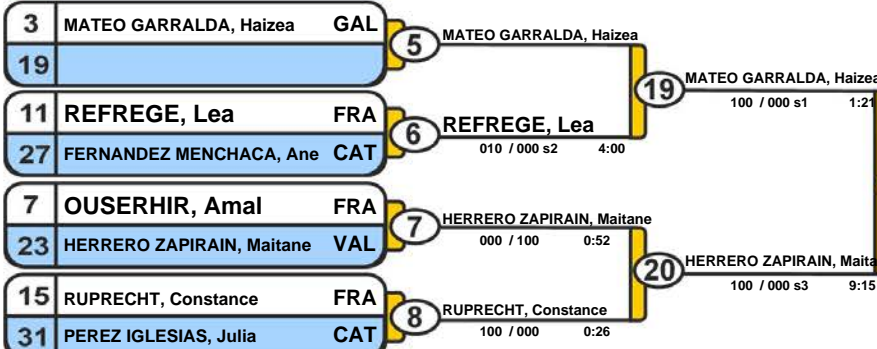 3 MATEO GARRALDA, Haizea GAL
19
5 MATEO GARRALDA, Haizea
11 REFREGE, Lea FRA
27 FERNANDEZ MENCHACA, Ane CAT
6 REFREGE, Lea
010 / 000 s2 4:00
19 MATEO GARRALDA, Haizea
100 / 000 s1 1:21
7 OUSERHIR, Amal FRA
23 HERRERO ZAPIRAIN, Maitane VAL
7 HERRERO ZAPIRAIN, Maitane
000 / 100 0:52
15 RUPRECHT, Constance FRA
31 PEREZ IGLESIAS, Julia CAT
8 RUPRECHT, Constance
100 / 000 0:26
20 HERRERO ZAPIRAIN, Maita
100 / 000 s3 9:15